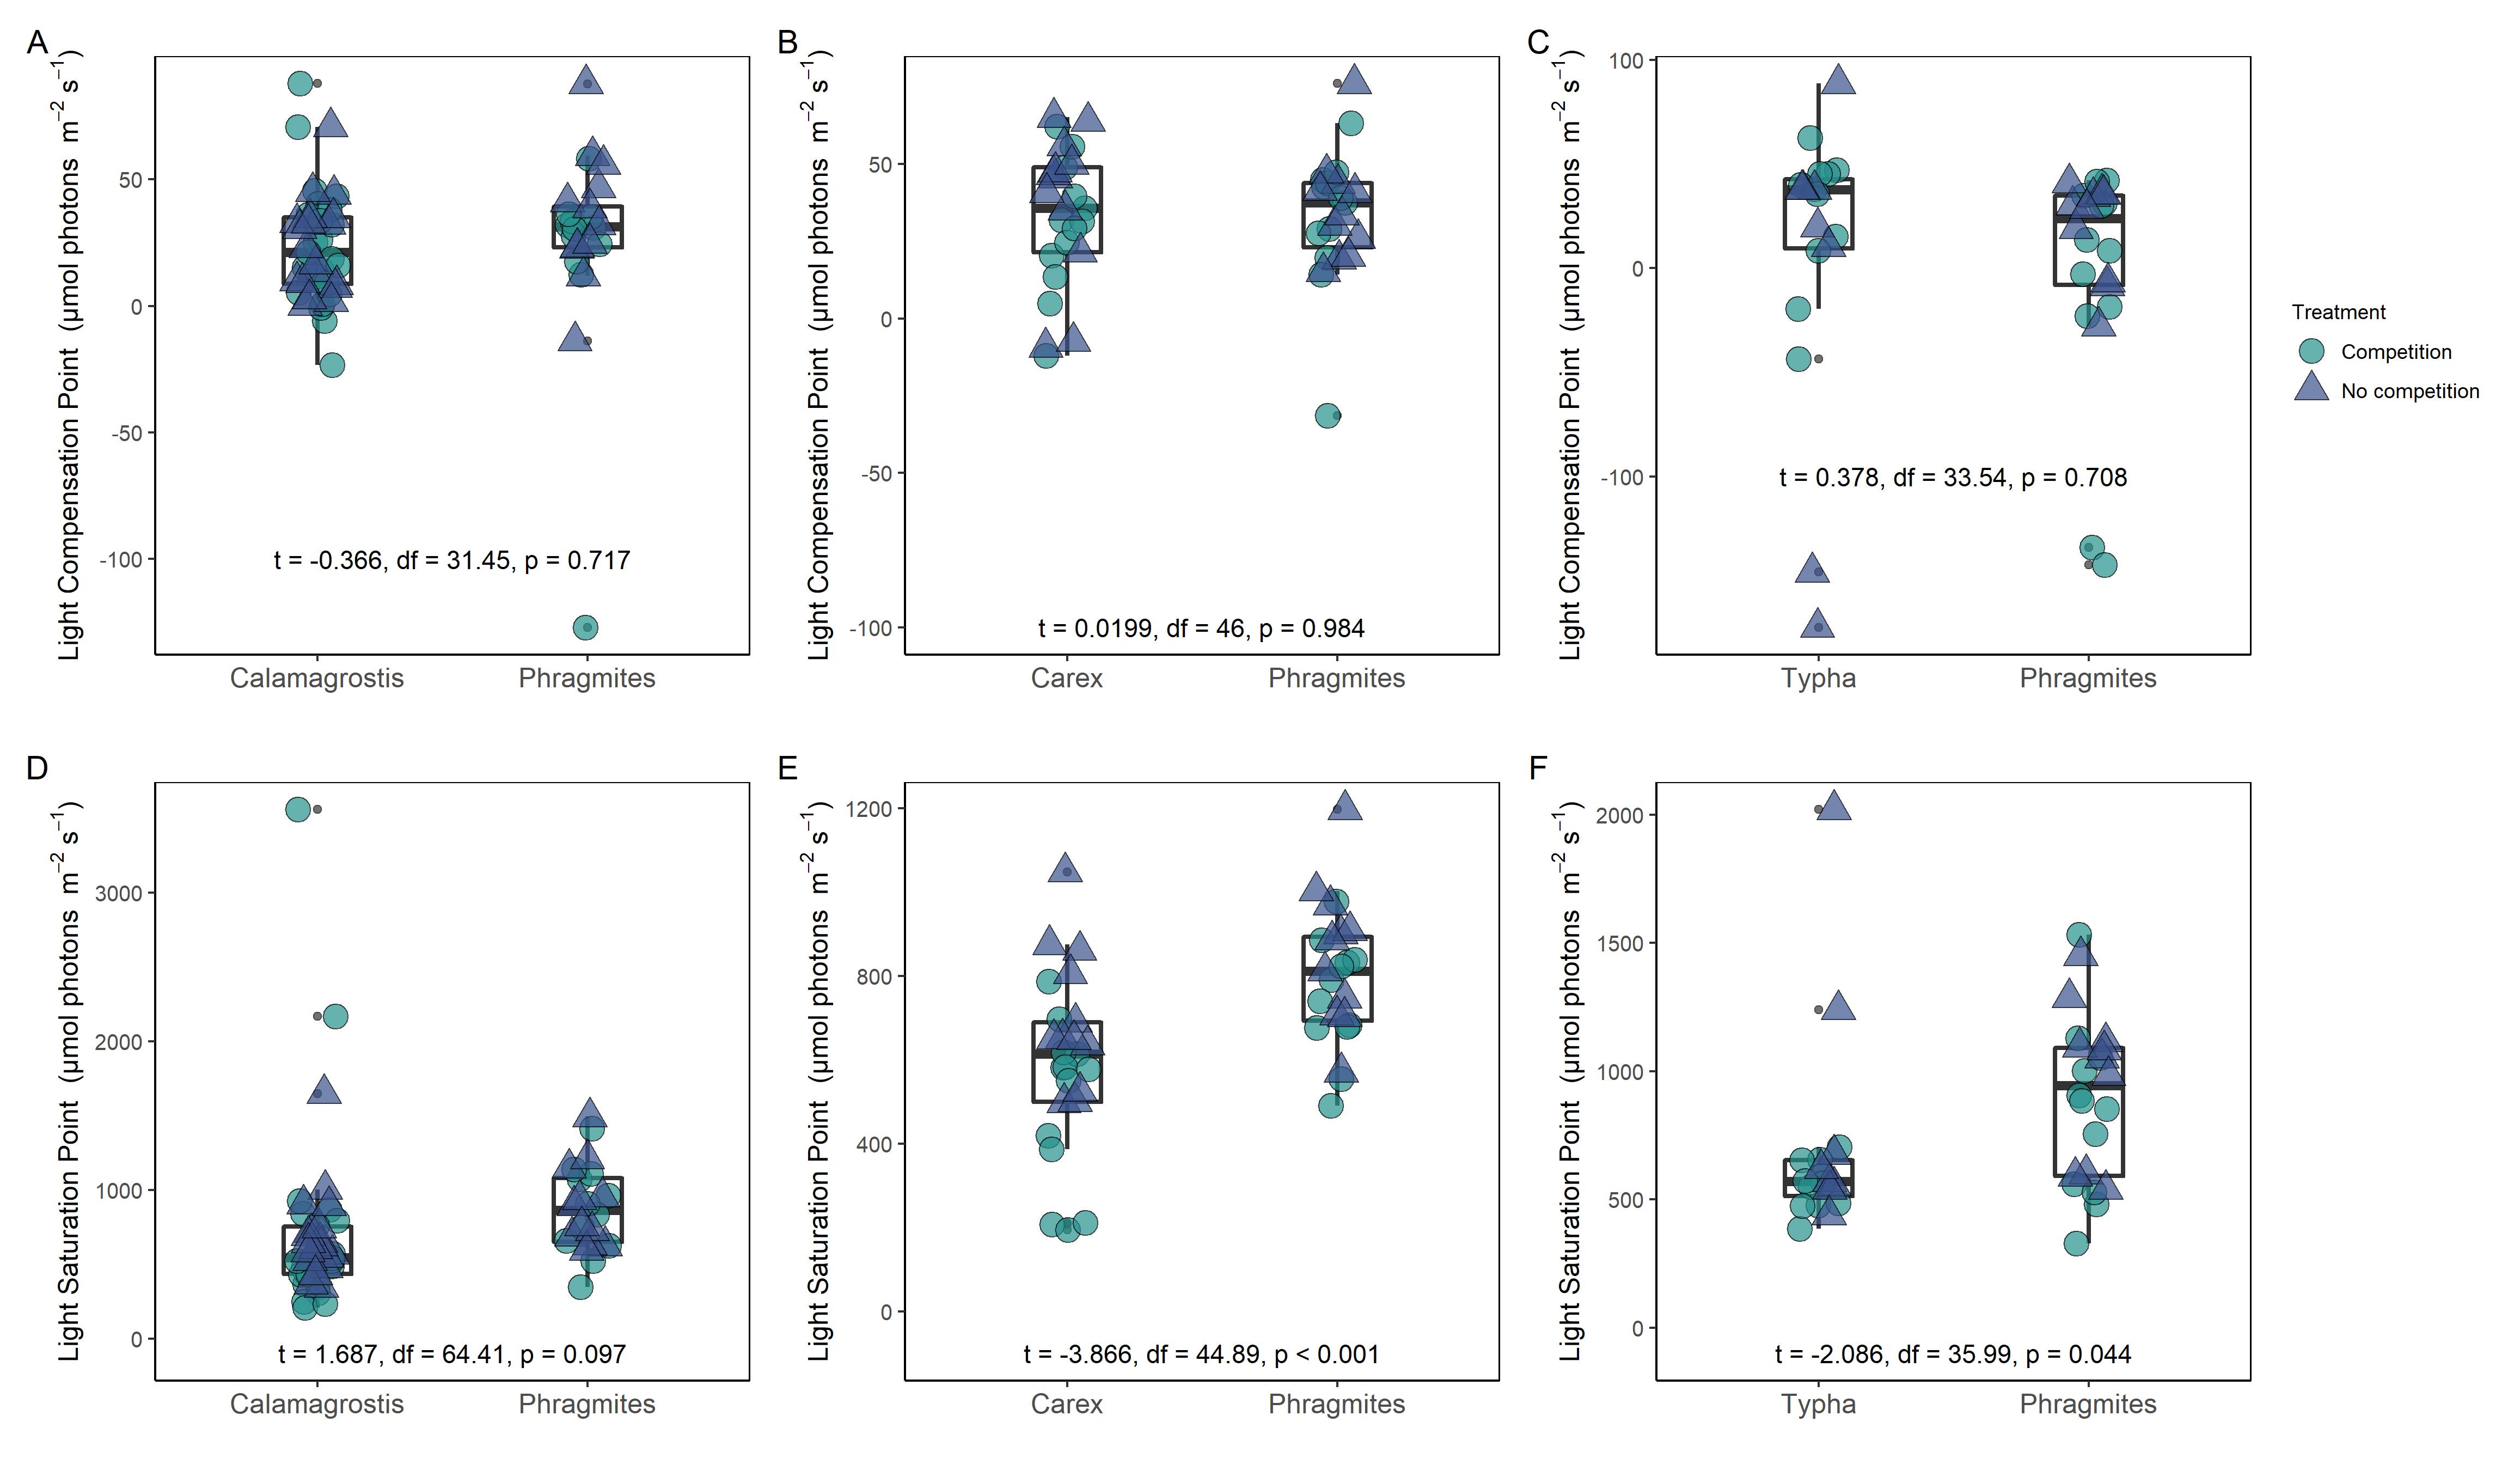 A
Light Compensation Point (µmol photons m⁻² s⁻¹)
50
0
-50
-100
t = -0.366, df = 31.45, p = 0.717
Calamagrostis
Phragmites
B
Light Compensation Point (µmol photons m⁻² s⁻¹)
50
0
-50
-100
t = 0.0199, df = 46, p = 0.984
Carex
Phragmites
C
Light Compensation Point (µmol photons m⁻² s⁻¹)
100
0
-100
t = 0.378, df = 33.54, p = 0.708
Typha
Phragmites
Treatment
Competition
No competition
D
Light Saturation Point (µmol photons m⁻² s⁻¹)
3000
2000
1000
0
t = 1.687, df = 64.41, p = 0.097
Calamagrostis
Phragmites
E
Light Saturation Point (µmol photons m⁻² s⁻¹)
1200
800
400
0
t = -3.866, df = 44.89, p < 0.001
Carex
Phragmites
F
Light Saturation Point (µmol photons m⁻² s⁻¹)
2000
1500
1000
500
0
t = -2.086, df = 35.99, p = 0.044
Typha
Phragmites